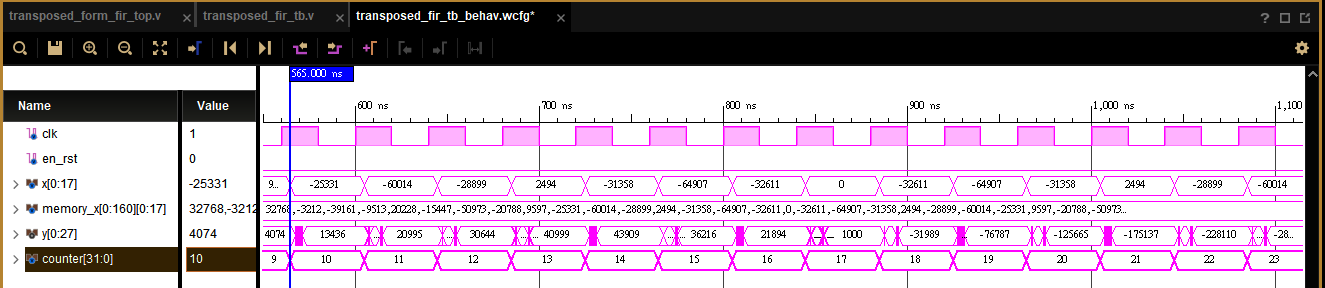 transposed_form_fir_top.v × transposed_fir_tb.v × transposed_fir_tb_behav.wcfg* ×
565.000 ns
Name Value 600 ns 700 ns 800 ns 900 ns 1,000 ns 1,100
clk 1
en_rst 0
x[0:17] -25331 9... -25331 -60014 -28899 2494 -31358 -64907 -32611 0 -32611 -64907 -31358 2494 -28899 -60014
memory_x[0:160][0:17] 32768,-3212 32768,-3212,-39161,-9513,20228,-15447,-50973,-20788,9597,-25331,-60014,-28899,2494,-31358,-64907,-32611,0,-32611,-64907,-31358,2494,-28899,-60014,-25331,9597,-20788,-50973...
y[0:27] 4074 4074 13436 20995 30644 40999 43909 36216 21894 1000 -31989 -76787 -125665 -175137 -228110 -28...
counter[31:0] 10 9 10 11 12 13 14 15 16 17 18 19 20 21 22 23